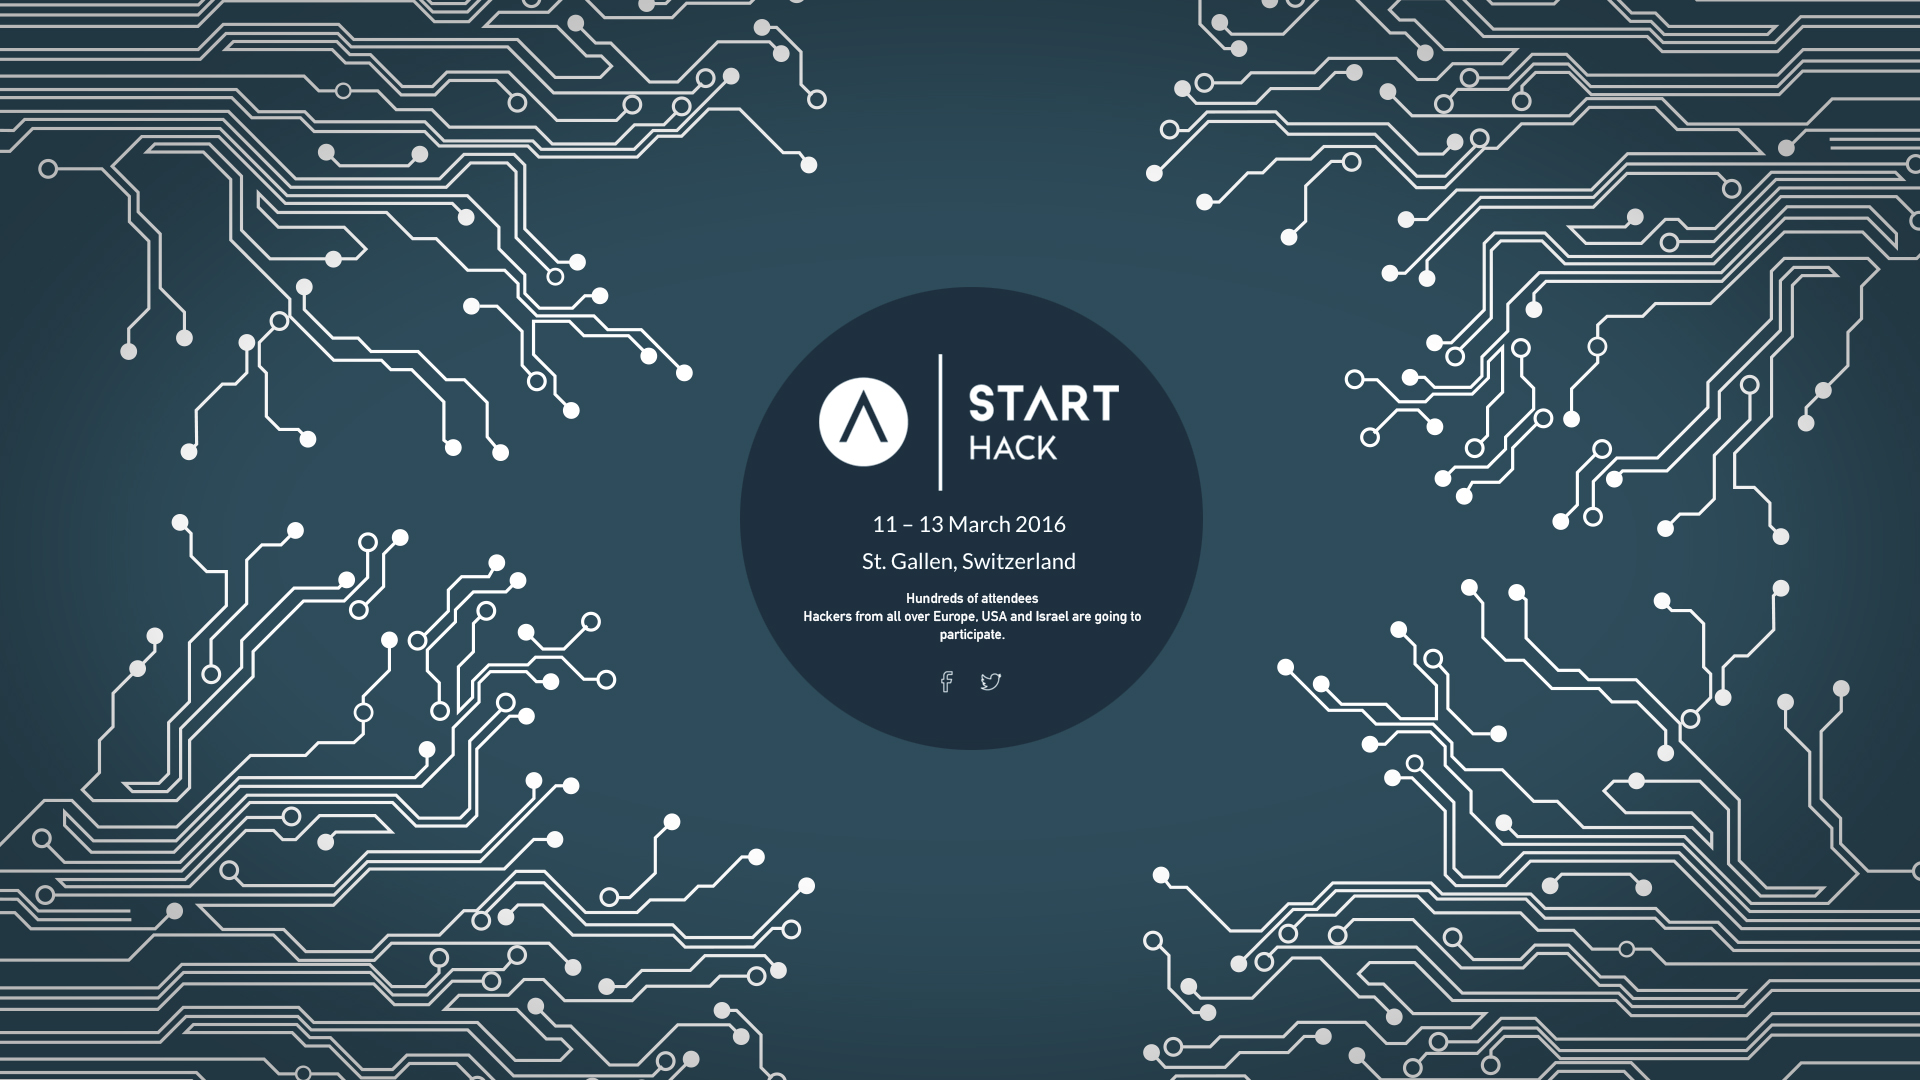 START
HACK
11 – 13 March 2016
St. Gallen, Switzerland
Hundreds of attendees
Hackers from all over Europe, USA and Israel are going to
participate.